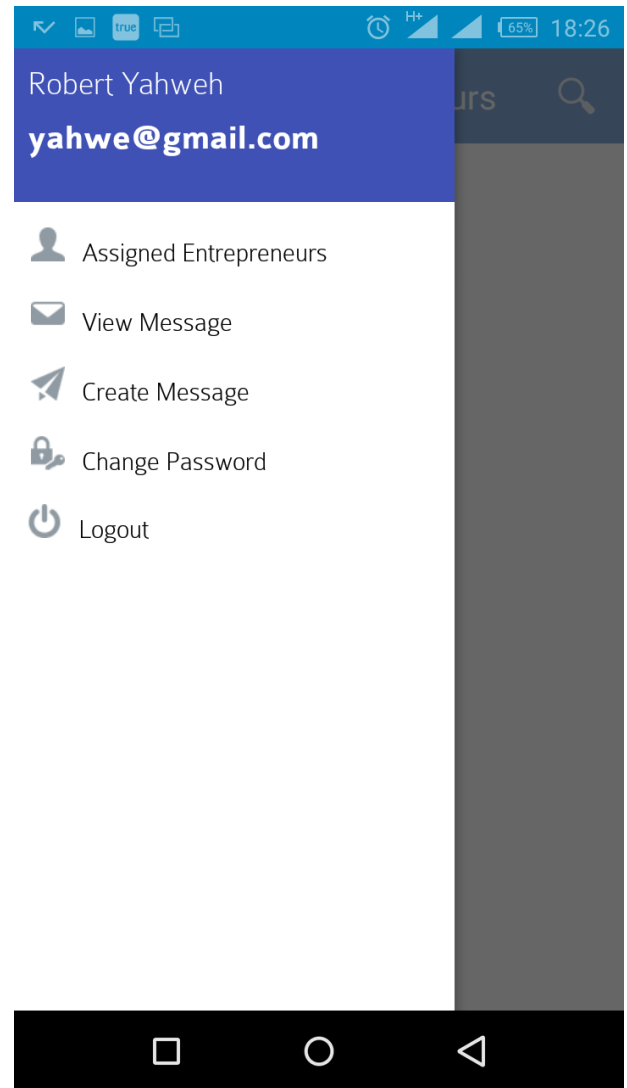 true H+ 65% 18:26
Robert Yahweh
yahwe@gmail.com
urs
Assigned Entrepreneurs
View Message
Create Message
Change Password
Logout